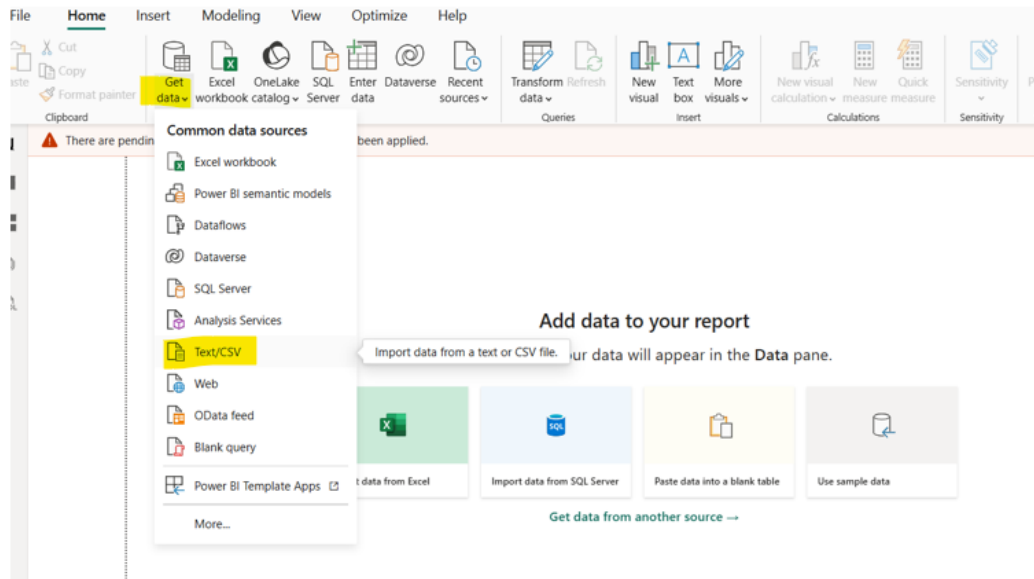 File Home Insert Modeling View Optimize Help
Cut
Copy
Format painter
Clipboard
Get data
Excel workbook
OneLake catalog
SQL Server
Enter data
Dataverse
Recent sources
Transform data
Refresh
Queries
New visual
Text box
More visuals
Insert
New visual calculation
New measure
Quick measure
Calculations
Sensitivity
Sensitivity
There are pendin
been applied.
Common data sources
Excel workbook
Power BI semantic models
Dataflows
Dataverse
SQL Server
Analysis Services
Text/CSV
Import data from a text or CSV file.
Web
OData feed
Blank query
Power BI Template Apps
More...
Add data to your report
ur data will appear in the Data pane.
t data from Excel
SQL
Import data from SQL Server
Paste data into a blank table
Use sample data
Get data from another source →